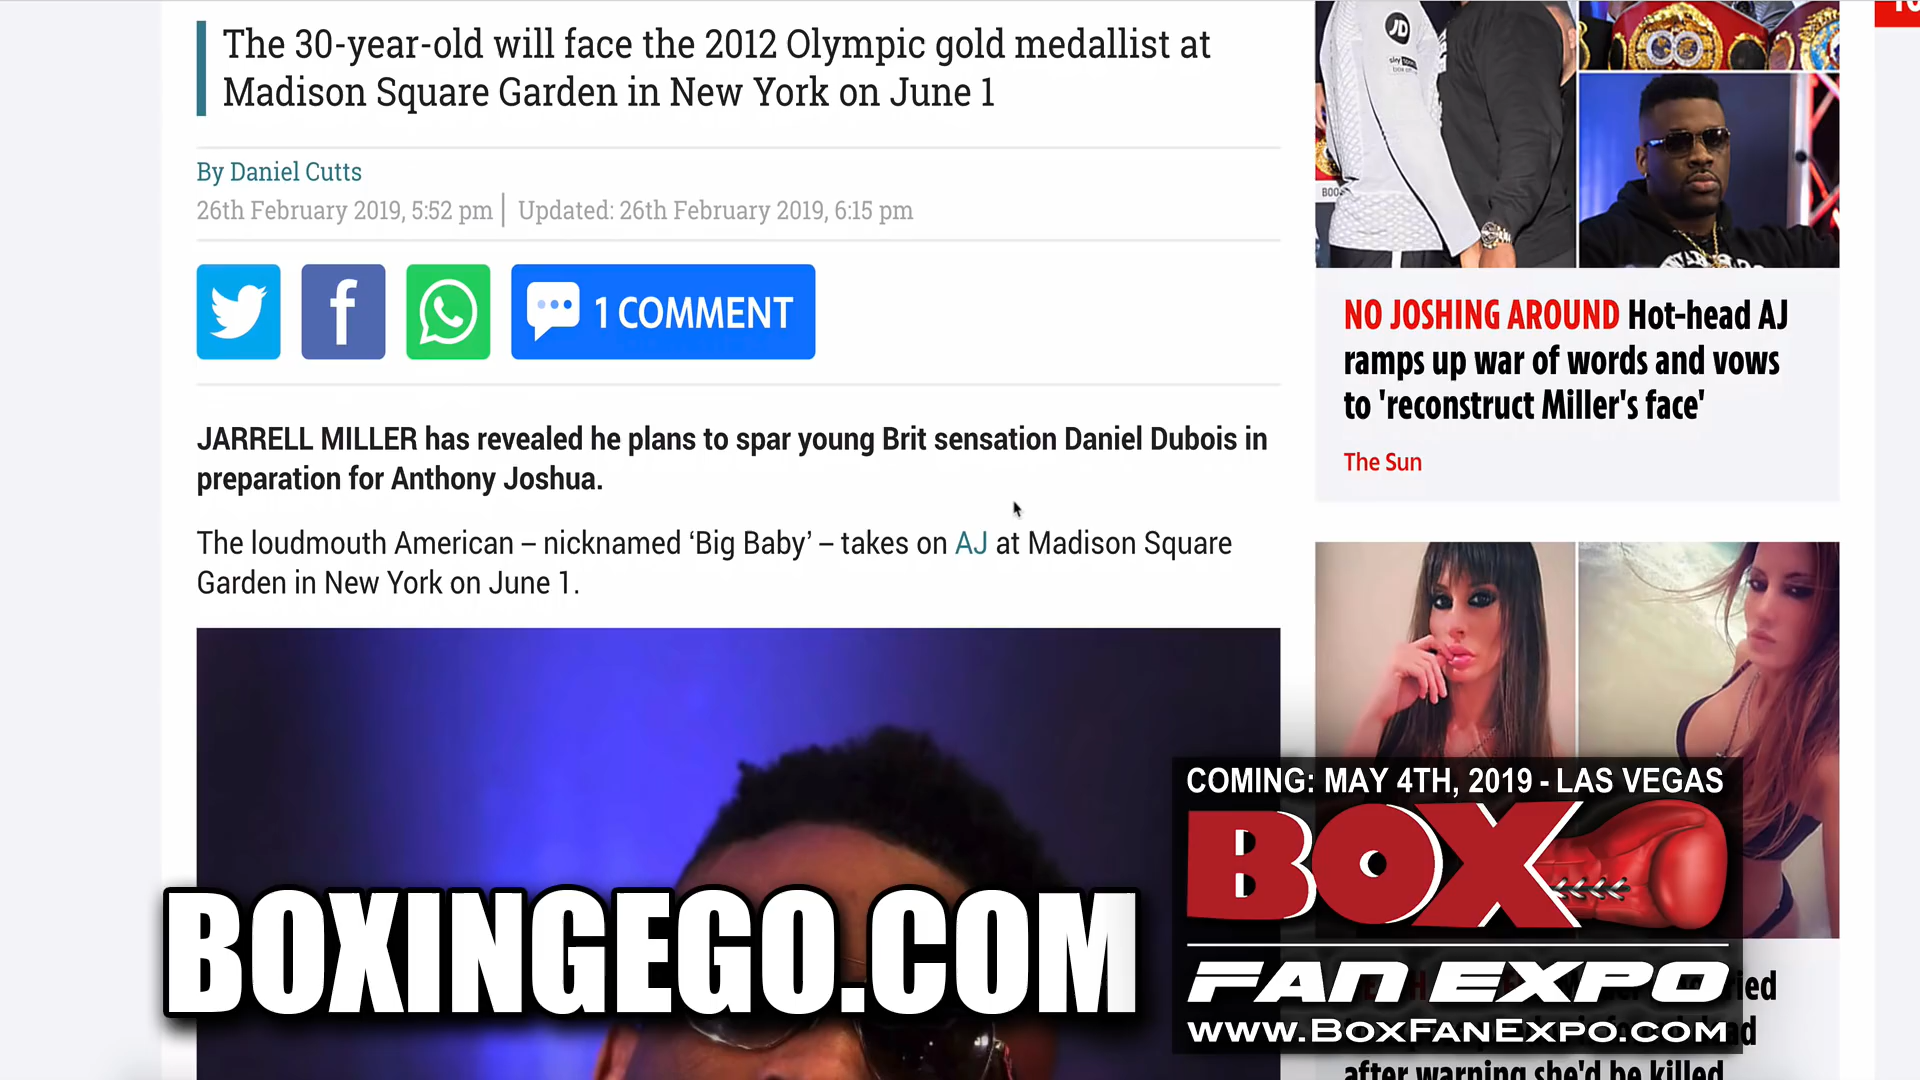 The 30-year-old will face the 2012 Olympic gold medallist at
Madison Square Garden in New York on June 1
By Daniel Cutts
26th February 2019, 5:52 pm | Updated: 26th February 2019, 6:15 pm
1 COMMENT
JARRELL MILLER has revealed he plans to spar young Brit sensation Daniel Dubois in
preparation for Anthony Joshua.
The loudmouth American – nicknamed ‘Big Baby’ – takes on AJ at Madison Square
Garden in New York on June 1.
JD
sky
NO JOSHING AROUND Hot-head AJ
ramps up war of words and vows
to 'reconstruct Miller's face'
The Sun
COMING: MAY 4TH, 2019 - LAS VEGAS
BOX
FAN EXPO
WWW.BOXFANEXPO.COM
BOXINGEGO.COM
after warning she'd be killed